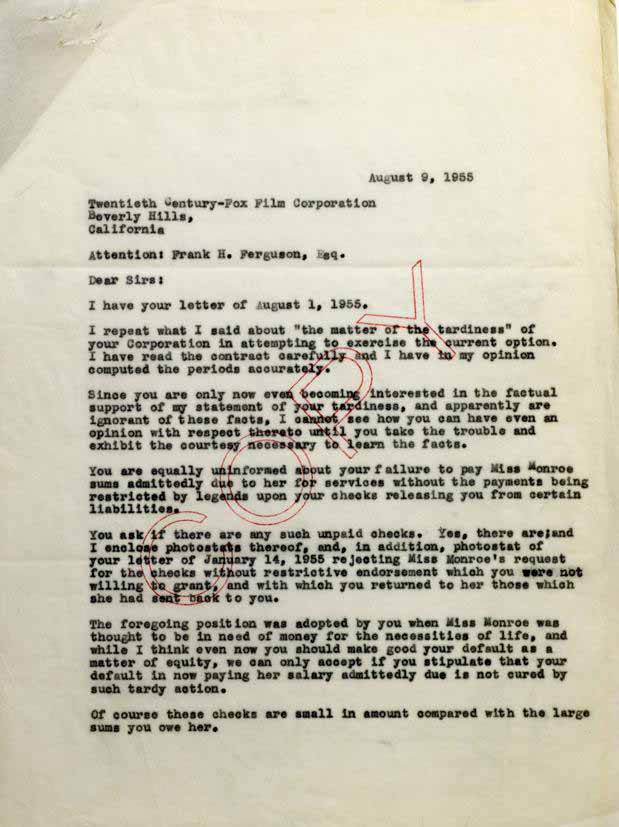 August 9, 1955
Twentieth Century-Fox Film Corporation
Beverly Hills,
California
Attention: Frank H. Ferguson, Esq.
Dear Sirs:
I have your letter of August 1, 1955.
I repeat what I said about "the matter of the tardiness" of
your Corporation in attempting to exercise the current option.
I have read the contract carefully and I have in my opinion
computed the periods accurately.
Since you are only now even becoming interested in the factual
support of my statement of your tardiness, and apparently are
ignorant of these facts, I cannot see how you can have even an
opinion with respect thereto until you take the trouble and
exhibit the courtesy necessary to learn the facts.
You are equally uninformed about your failure to pay Miss Monroe
sums admittedly due to her for services without the payments being
restricted by legends upon your checks releasing you from certain
liabilities.
You ask if there are any such unpaid checks. Yes, there are;and
I enclose photostats thereof, and, in addition, photostat of
your letter of January 14, 1955 rejecting Miss Monroe's request
for the checks without restrictive endorsement which you were not
willing to grant, and with which you returned to her those which
she had sent back to you.
The foregoing position was adopted by you when Miss Monroe was
thought to be in need of money for the necessities of life, and
while I think even now you should make good your default as a
matter of equity, we can only accept if you stipulate that your
default in now paying her salary admittedly due is not cured by
such tardy action.
Of course these checks are small in amount compared with the large
sums you owe her.
COPY